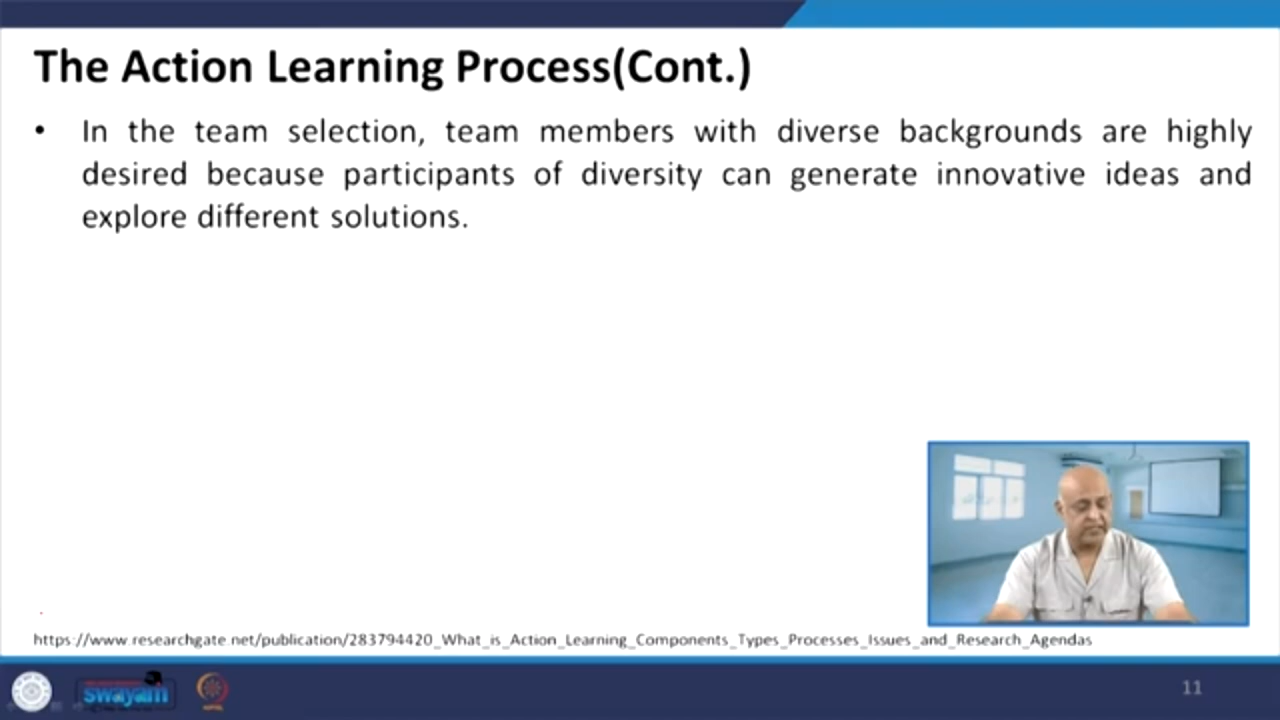 The Action Learning Process(Cont.)
• In the team selection, team members with diverse backgrounds are highly
desired because participants of diversity can generate innovative ideas and
explore different solutions.
https://www.researchgate.net/publication/283794420_What_is_Action_Learning_Components_Types_Processes_Issues_and_Research_Agendas
swayam
11